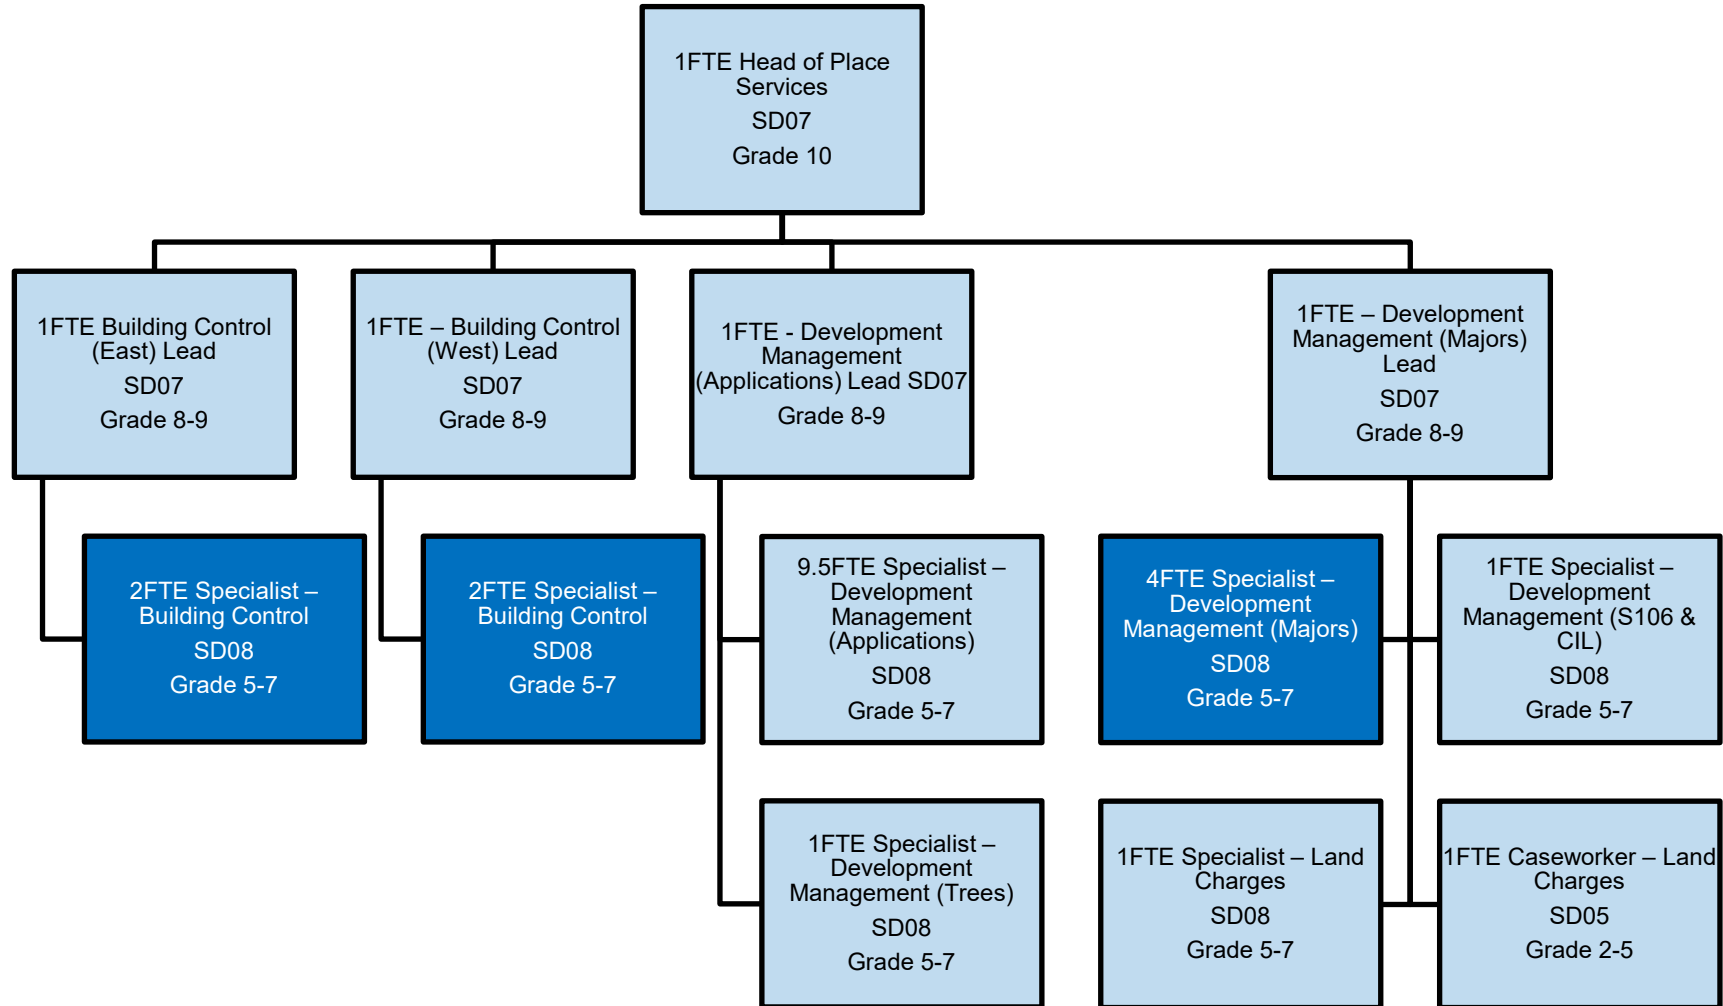 1FTE Head of Place
Services
SD07
Grade 10
1FTE Building Control
(East) Lead
SD07
Grade 8-9
1FTE – Building Control
(West) Lead
SD07
Grade 8-9
1FTE - Development
Management
(Applications) Lead SD07
Grade 8-9
1FTE – Development
Management (Majors)
Lead
SD07
Grade 8-9
2FTE Specialist –
Building Control
SD08
Grade 5-7
2FTE Specialist –
Building Control
SD08
Grade 5-7
9.5FTE Specialist –
Development
Management
(Applications)
SD08
Grade 5-7
4FTE Specialist –
Development
Management (Majors)
SD08
Grade 5-7
1FTE Specialist –
Development
Management (S106 &
CIL)
SD08
Grade 5-7
1FTE Specialist –
Development
Management (Trees)
SD08
Grade 5-7
1FTE Specialist – Land
Charges
SD08
Grade 5-7
1FTE Caseworker – Land
Charges
SD05
Grade 2-5